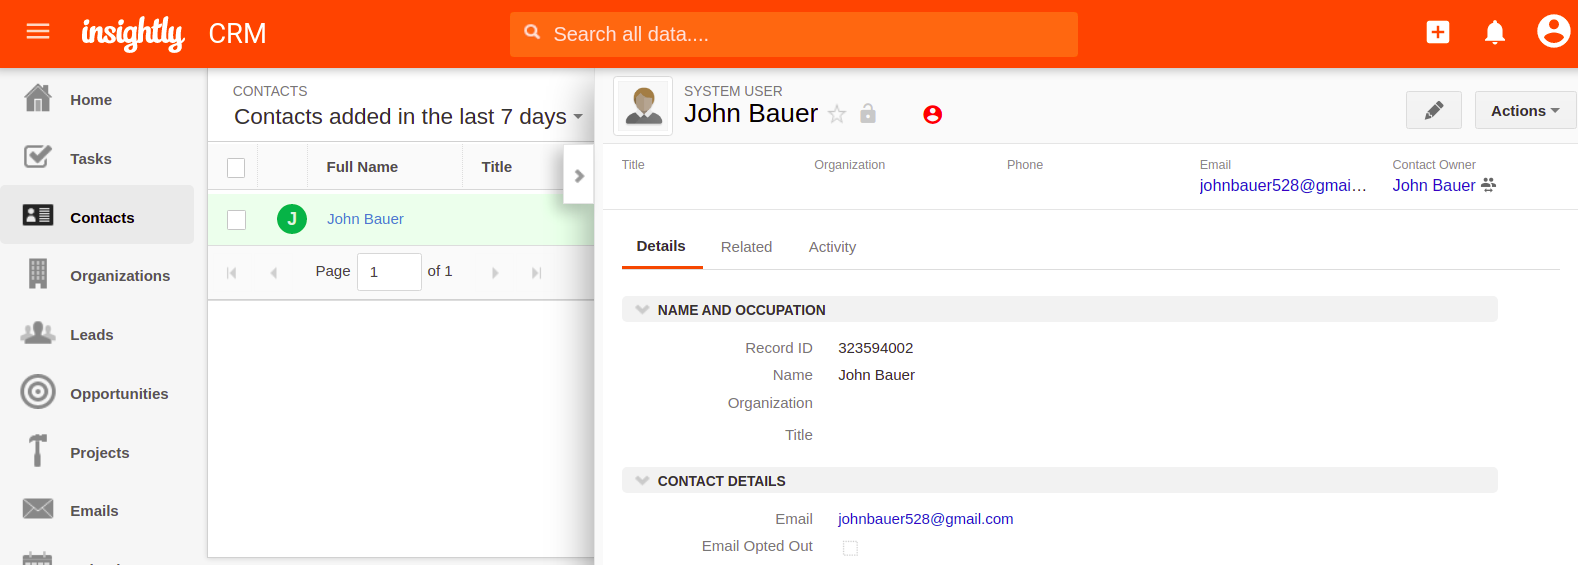 insightly CRM
Search all data....
Home
Tasks
Contacts
Organizations
Leads
Opportunities
Projects
Emails
CONTACTS
Contacts added in the last 7 days
Full Name Title
J John Bauer
Page 1 of 1
SYSTEM USER
John Bauer
Actions
Title Organization Phone Email Contact Owner
johnbauer528@gmai... John Bauer
Details Related Activity
NAME AND OCCUPATION
Record ID 323594002
Name John Bauer
Organization
Title
CONTACT DETAILS
Email johnbauer528@gmail.com
Email Opted Out